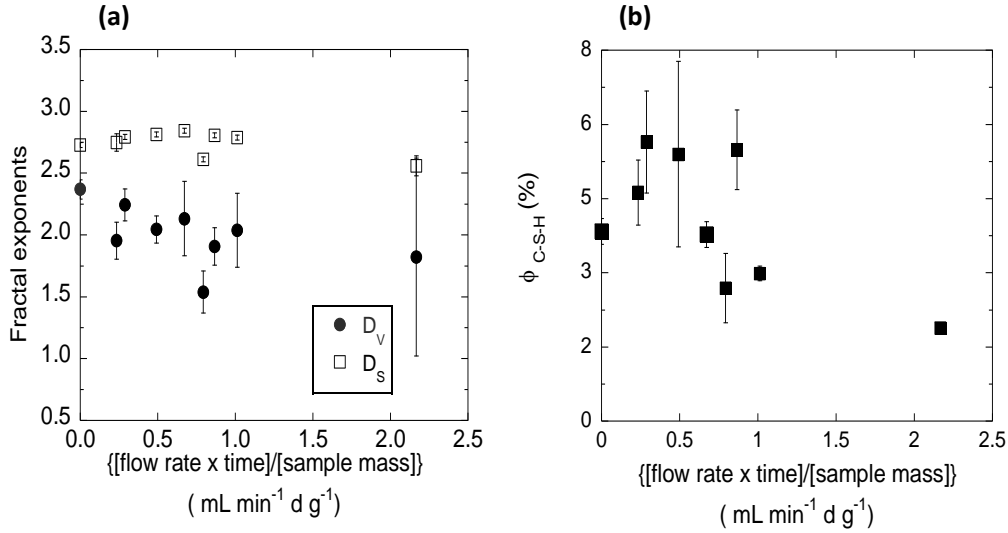 (a)
3.5
3.0
2.5
2.0
1.5
1.0
0.5
Fractal exponents
D_V
D_S
0.0 0.5 1.0 1.5 2.0 2.5
{[flow rate x time]/[sample mass]}
( mL min⁻¹ d g⁻¹)
(b)
8
6
5
3
2
0
ϕ C-S-H (%)
0 0.5 1 1.5 2 2.5
{[flow rate x time]/[sample mass]}
( mL min⁻¹ d g⁻¹)